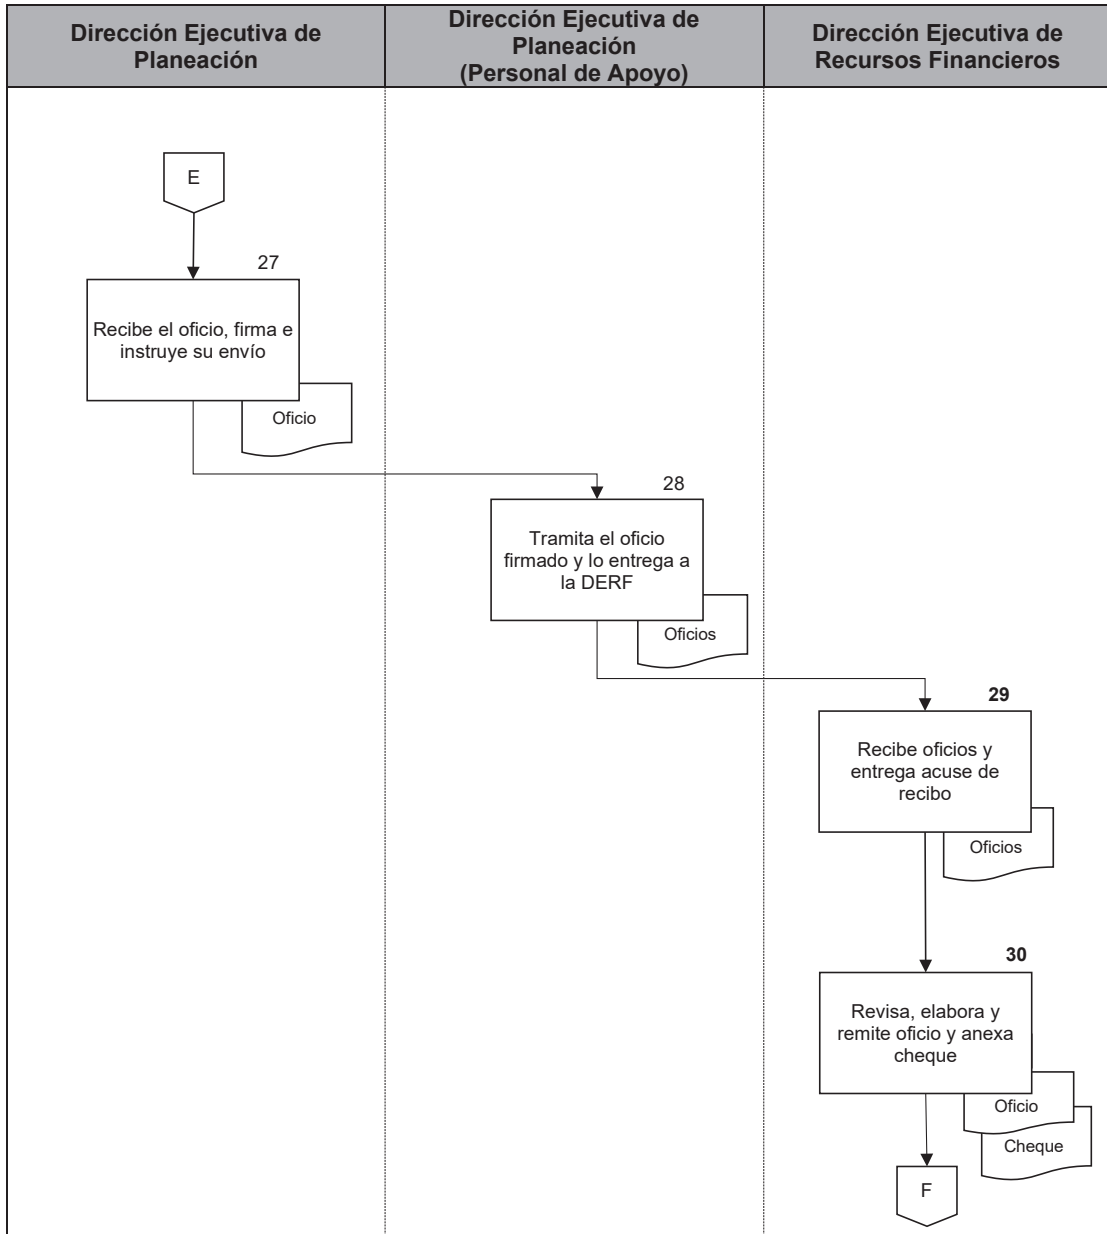 Dirección Ejecutiva de
Planeación
Dirección Ejecutiva de
Planeación
(Personal de Apoyo)
Dirección Ejecutiva de
Recursos Financieros
E
27
Recibe el oficio, firma e
instruye su envío
Oficio
28
Tramita el oficio
firmado y lo entrega a
la DERF
Oficios
29
Recibe oficios y
entrega acuse de
recibo
Oficios
30
Revisa, elabora y
remite oficio y anexa
cheque
Oficio
Cheque
F